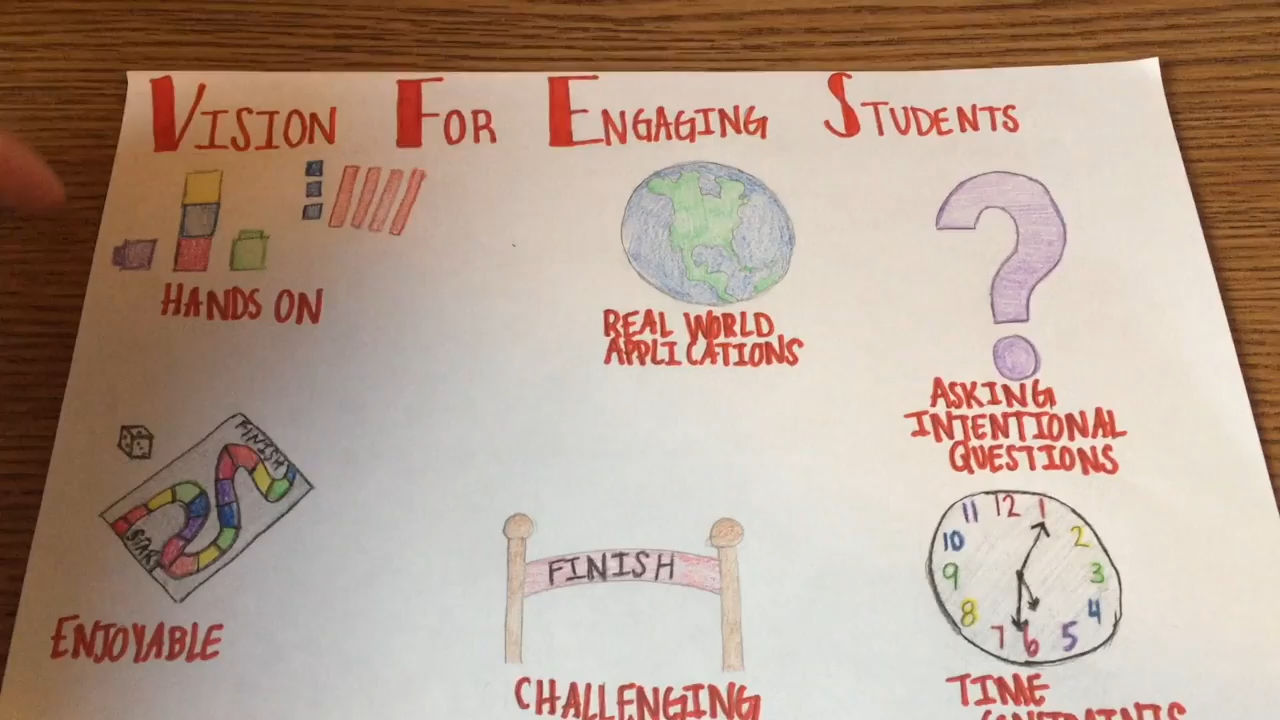 VISION FOR ENGAGING STUDENTS
HANDS ON
REAL WORLD
APPLICATIONS
ASKING
INTENTIONAL
QUESTIONS
FINISH
START
ENJOYABLE
FINISH
CHALLENGING
11 12 1
10 2
9 3
8 4
7 6 5
TIME
CONSTRAINTS